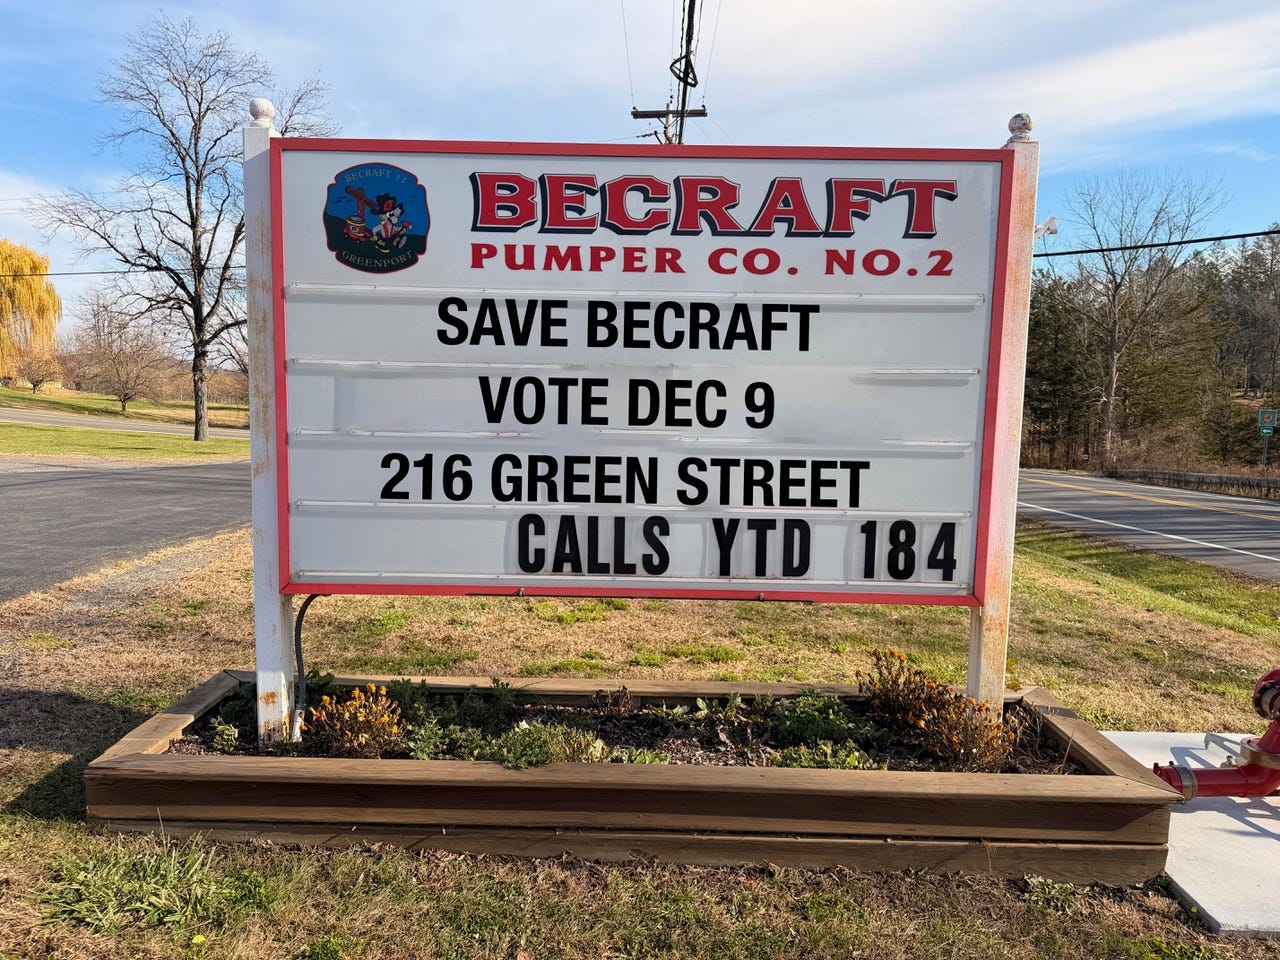 BECRAFT #2
GREENPORT
BECRAFT
PUMPER CO. NO.2
SAVE BECRAFT
VOTE DEC 9
216 GREEN STREET
CALLS YTD 184